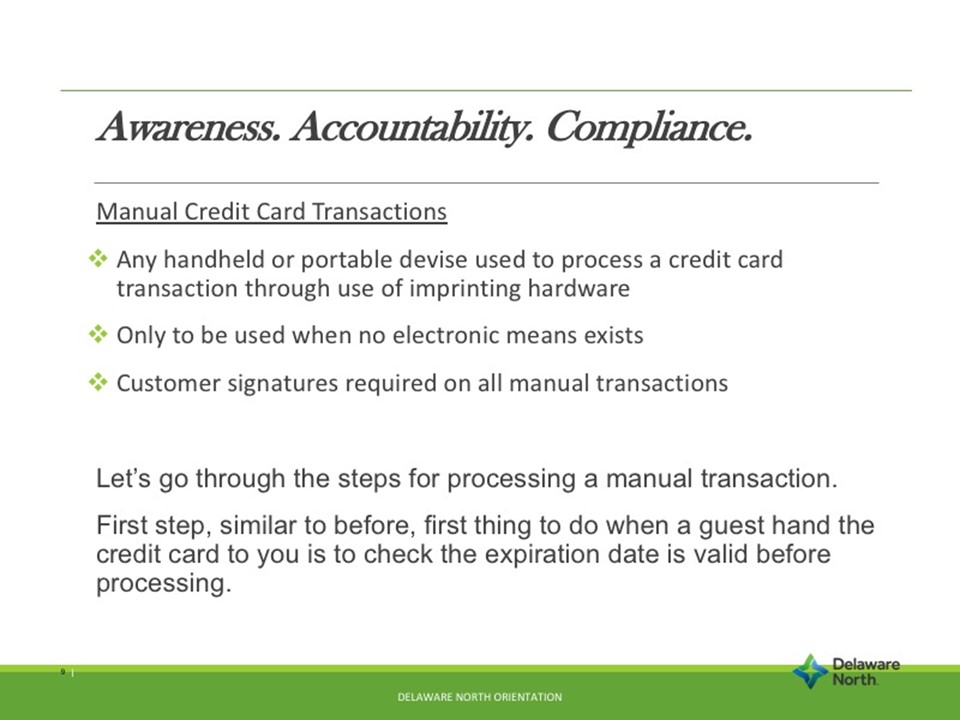 Awareness. Accountability. Compliance.
Manual Credit Card Transactions
Any handheld or portable devise used to process a credit card
transaction through use of imprinting hardware
Only to be used when no electronic means exists
Customer signatures required on all manual transactions
Let’s go through the steps for processing a manual transaction.
First step, similar to before, first thing to do when a guest hand the
credit card to you is to check the expiration date is valid before
processing.
9 |
Delaware
North.
DELAWARE NORTH ORIENTATION